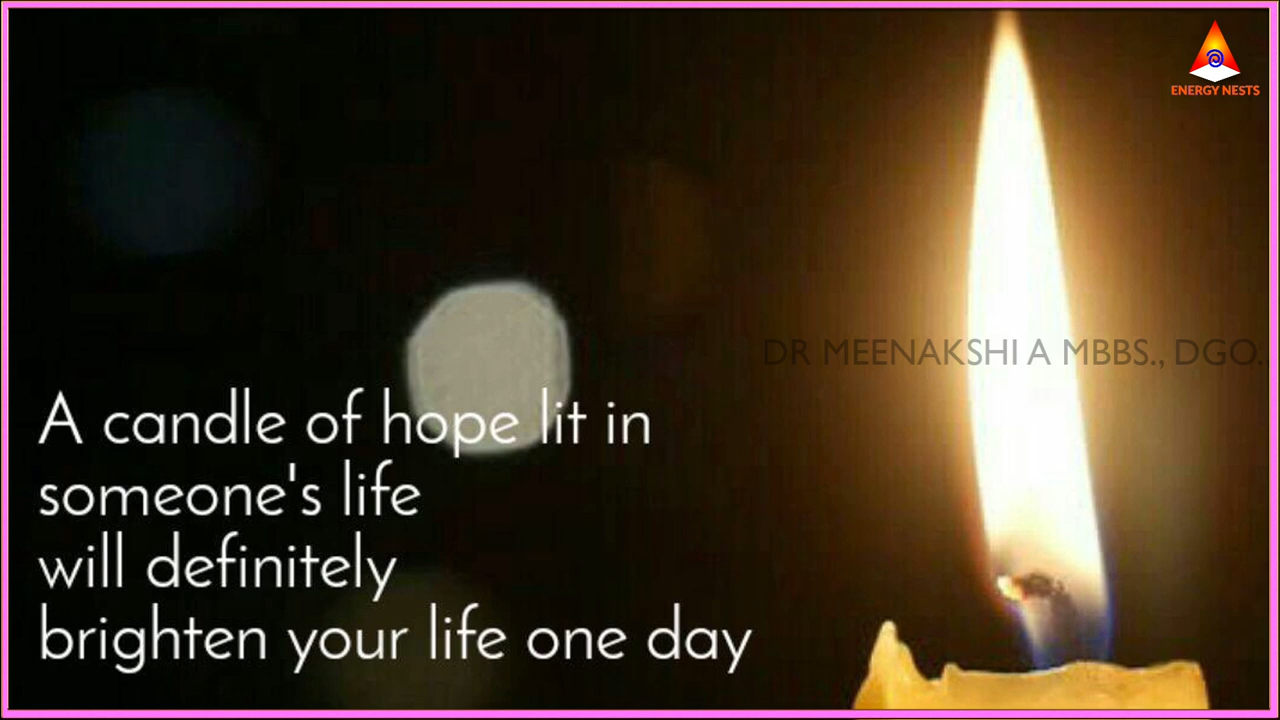 ENERGY NESTS
DR MEENAKSHI A MBBS., DGO.
A candle of hope lit in
someone's life
will definitely
brighten your life one day